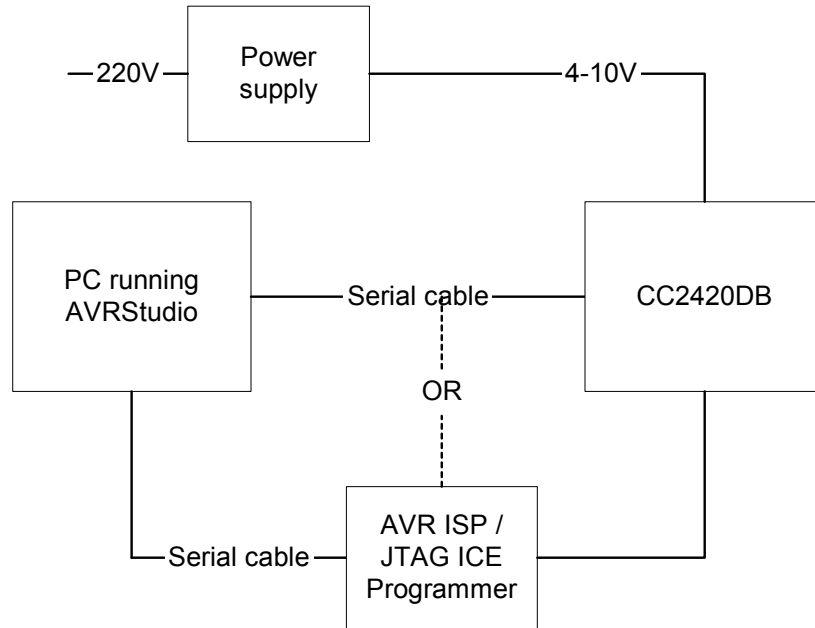 Power
supply
220V
4-10V
PC running
AVRStudio
Serial cable
CC2420DB
OR
AVR ISP /
JTAG ICE
Programmer
Serial cable